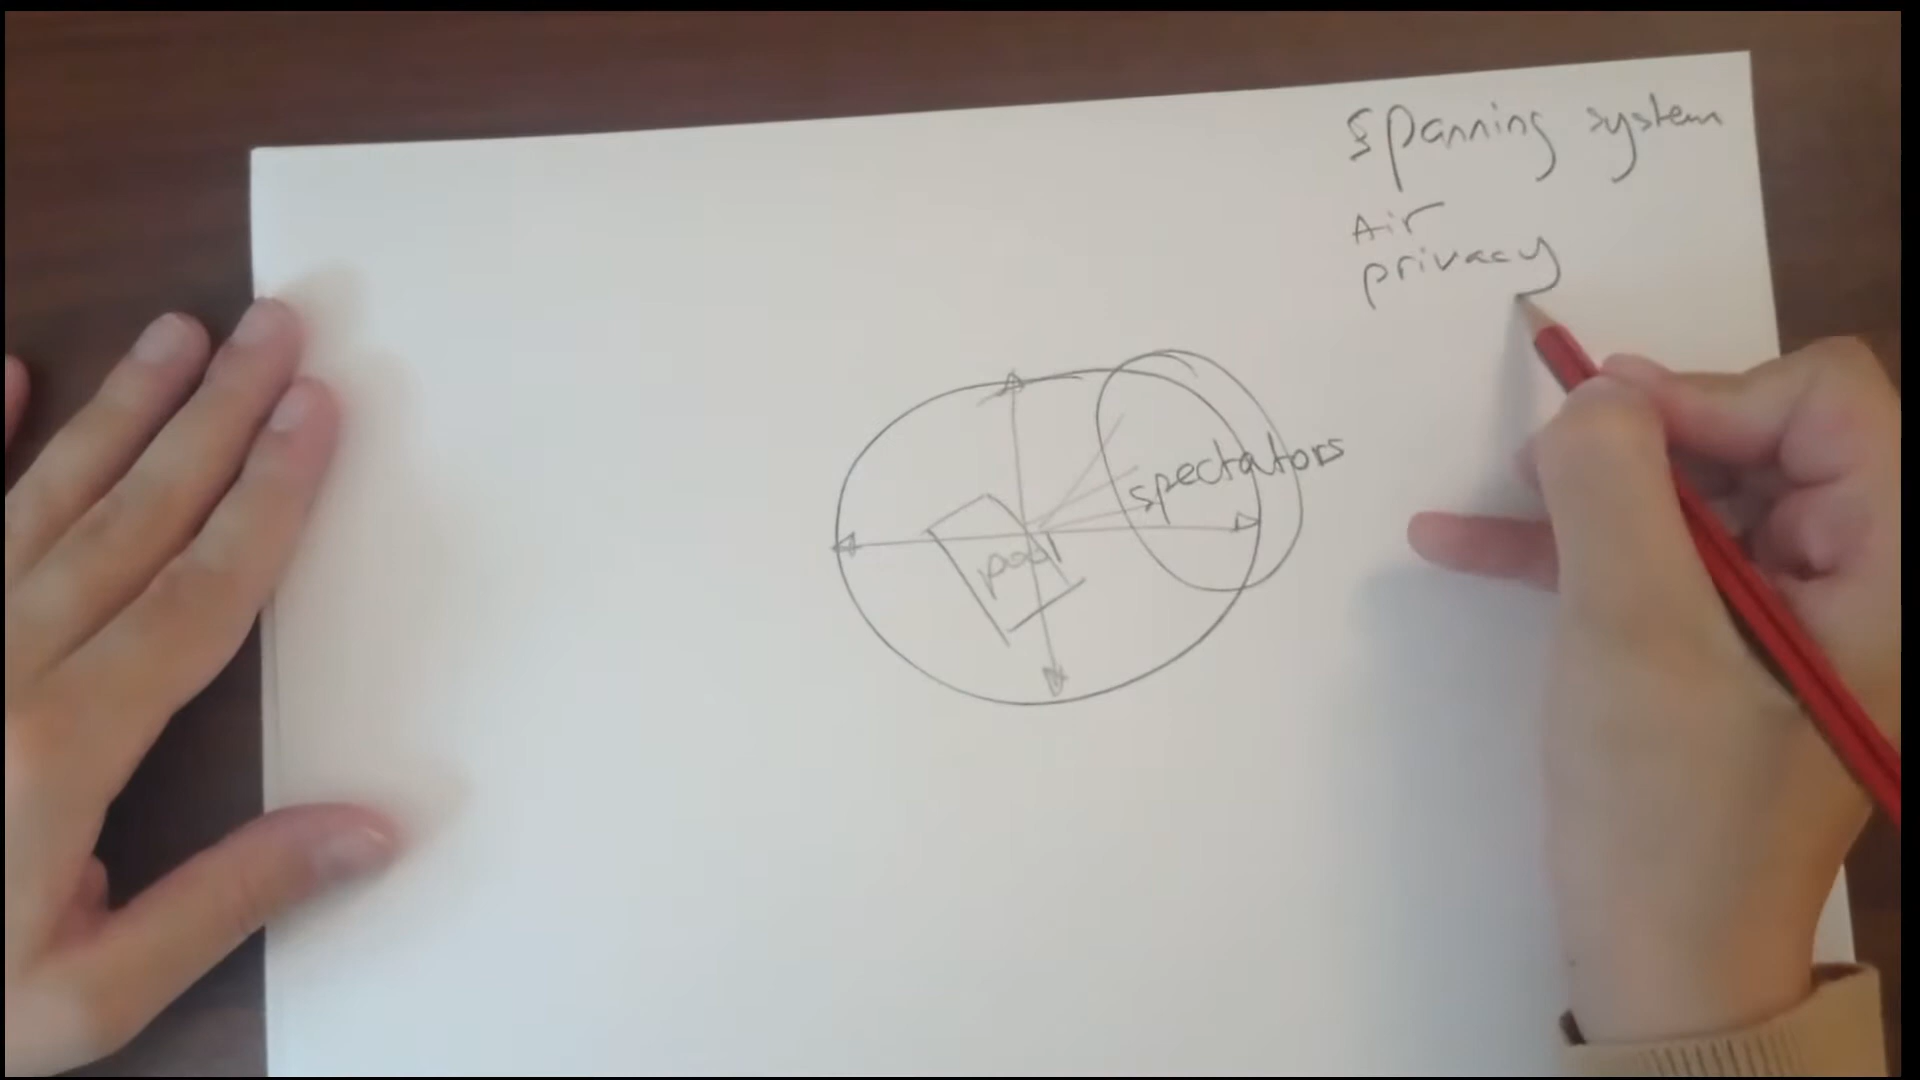 spanning system
Air
privacy
spectators
pool